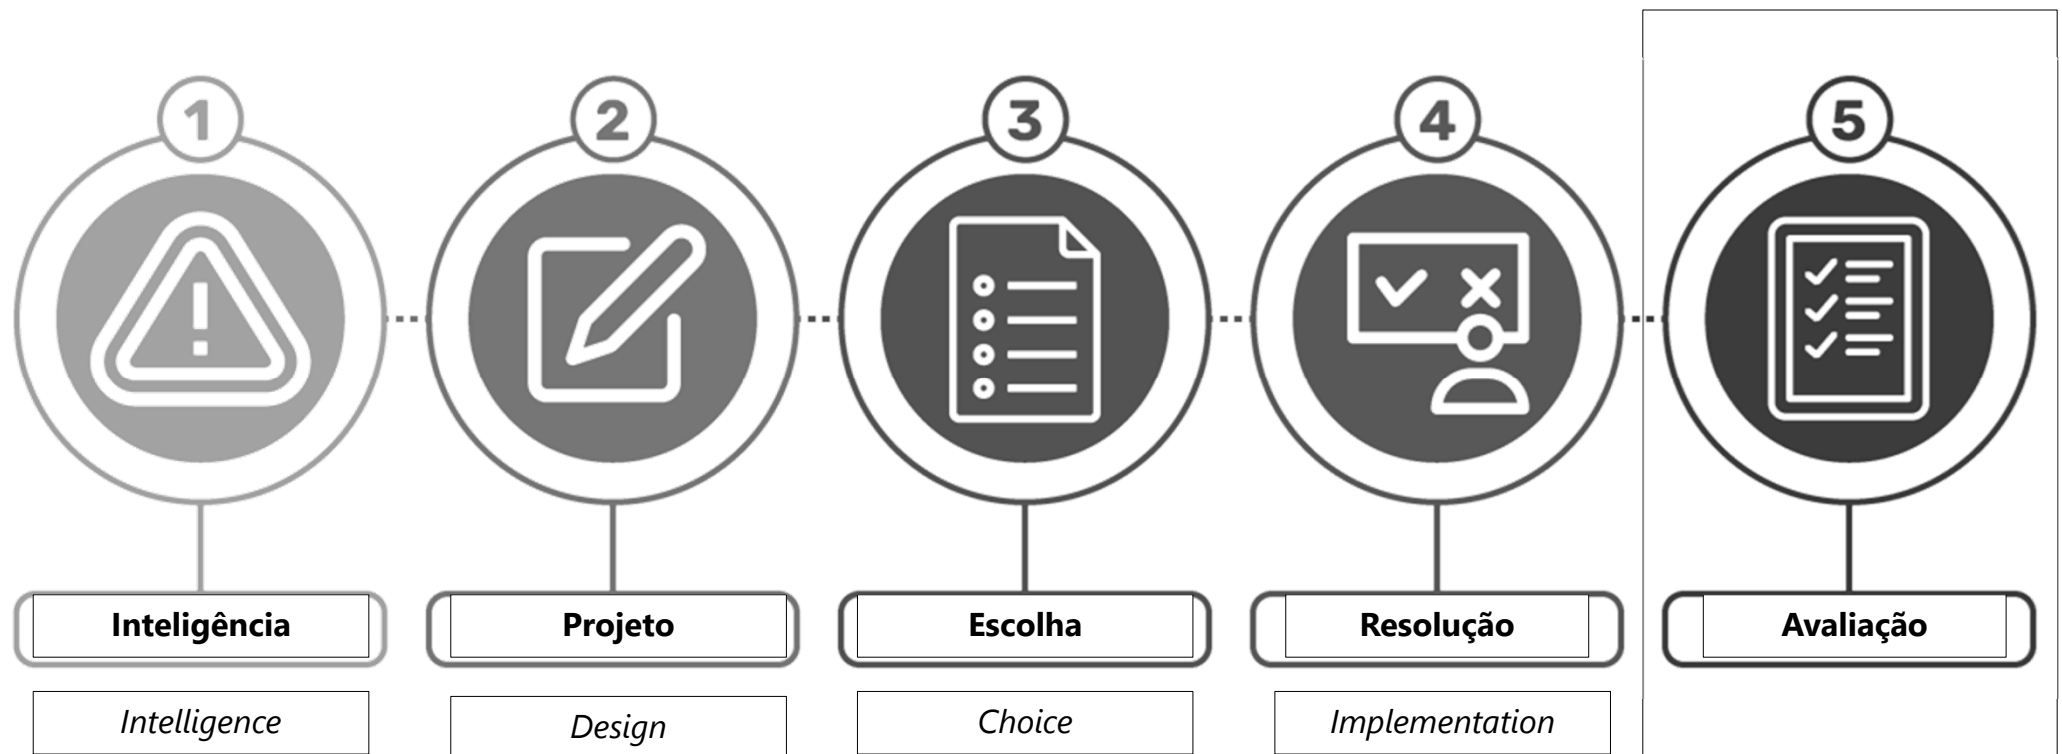 1
2
3
4
5
Inteligência
Projeto
Escolha
Resolução
Avaliação
Intelligence
Design
Choice
Implementation